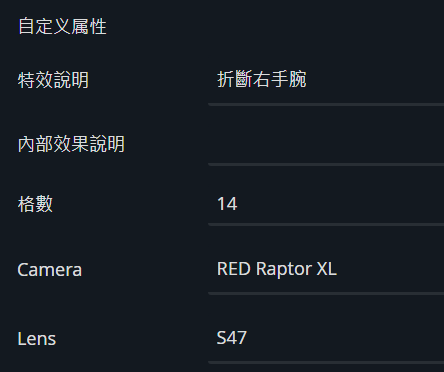 自定义属性
特效說明 折斷右手腕
內部效果說明
格數 14
Camera RED Raptor XL
Lens S47